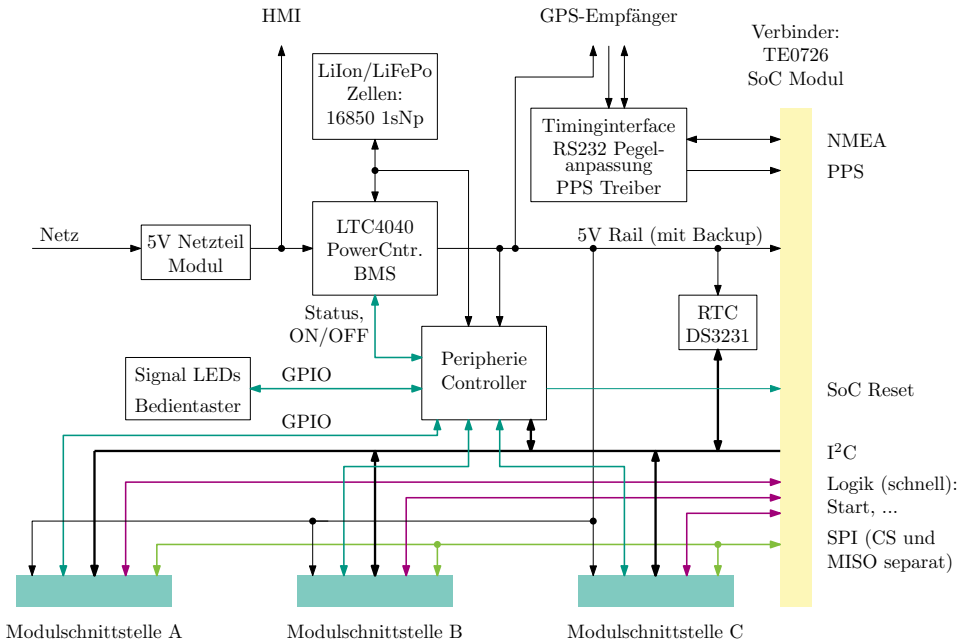 HMI
GPS-Empfänger
Verbinder:
TE0726
SoC Modul
LiIon/LiFePo
Zellen:
16850 1sNp
Timinginterface
RS232 Pegel-
anpassung
PPS Treiber
NMEA
PPS
Netz
5V Netzteil
Modul
LTC4040
PowerCntr.
BMS
5V Rail (mit Backup)
Status,
ON/OFF
RTC
DS3231
Peripherie
Controller
Signal LEDs
Bedientaster
GPIO
GPIO
SoC Reset
I²C
Logik (schnell):
Start, ...
SPI (CS und
MISO separat)
Modulschnittstelle A
Modulschnittstelle B
Modulschnittstelle C